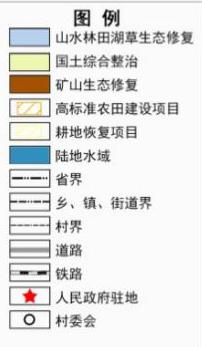 图 例
山水林田湖草生态修复
国土综合整治
矿山生态修复
高标准农田建设项目
耕地恢复项目
陆地水域
省界
乡、镇、街道界
村界
道路
铁路
人民政府驻地
村委会